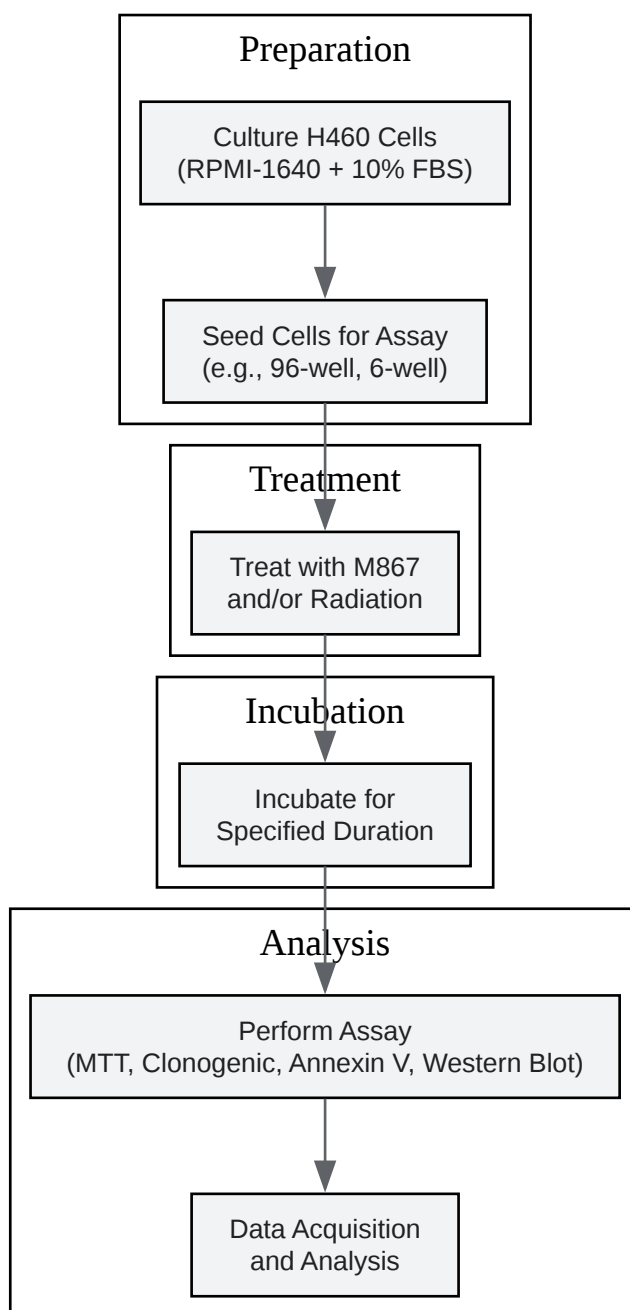 Preparation
Culture H460 Cells
(RPMI-1640 + 10% FBS)
Seed Cells for Assay
(e.g., 96-well, 6-well)
Treatment
Treat with M867
and/or Radiation
Incubation
Incubate for
Specified Duration
Analysis
Perform Assay
(MTT, Clonogenic, Annexin V, Western Blot)
Data Acquisition
and Analysis